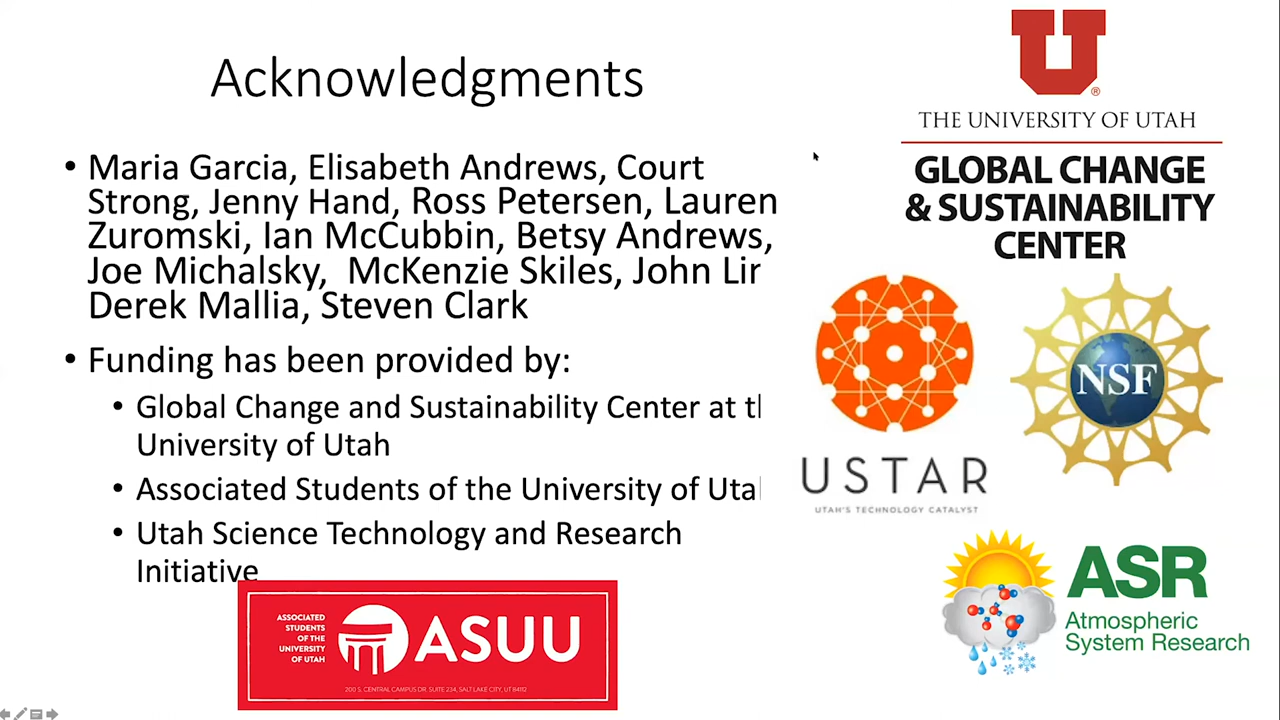 Acknowledgments
• Maria Garcia, Elisabeth Andrews, Court
Strong, Jenny Hand, Ross Petersen, Lauren
Zuromski, Ian McCubbin, Betsy Andrews,
Joe Michalsky, McKenzie Skiles, John
Derek Mallia, Steven Clark
• Funding has been provided by:
• Global Change and Sustainability Center at
University of Utah
• Associated Students of the University of
• Utah Science Technology and Research
Initiative
ASSOCIATED
STUDENTS
OF THE
UNIVERSITY
OF UTAH
ASUU
200 S. CENTRAL CAMPUS DR. SUITE 234, SALT LAKE CITY, UT 84112
U®
THE UNIVERSITY OF UTAH
GLOBAL CHANGE
& SUSTAINABILITY
CENTER
USTAR
UTAH'S TECHNOLOGY CATALYST
NSF
ASR
Atmospheric
System Research